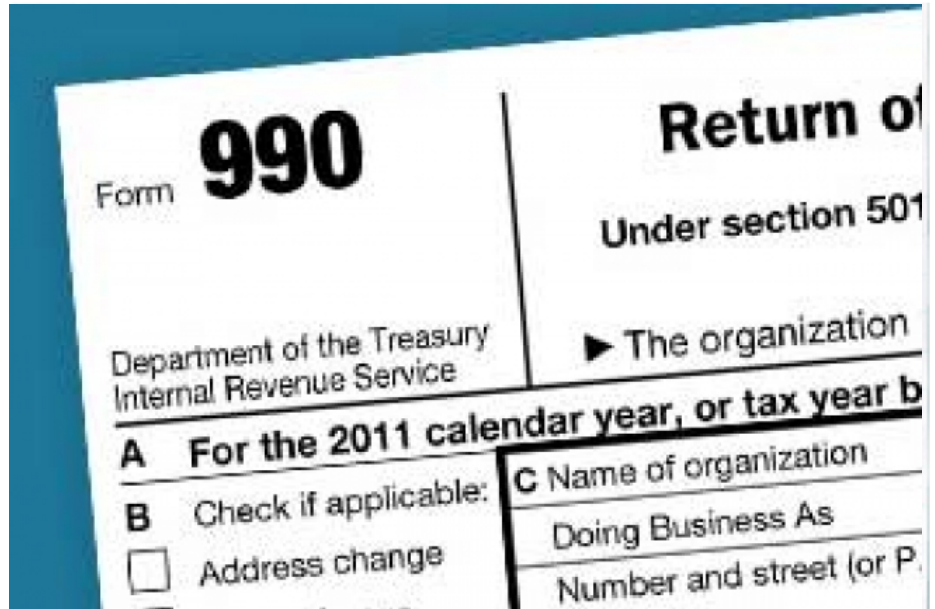 Form 990
Return of
Under section 501
Department of the Treasury
Internal Revenue Service
▶ The organization
A For the 2011 calendar year, or tax year b
B Check if applicable:
C Name of organization
Doing Business As
Address change
Number and street (or P.